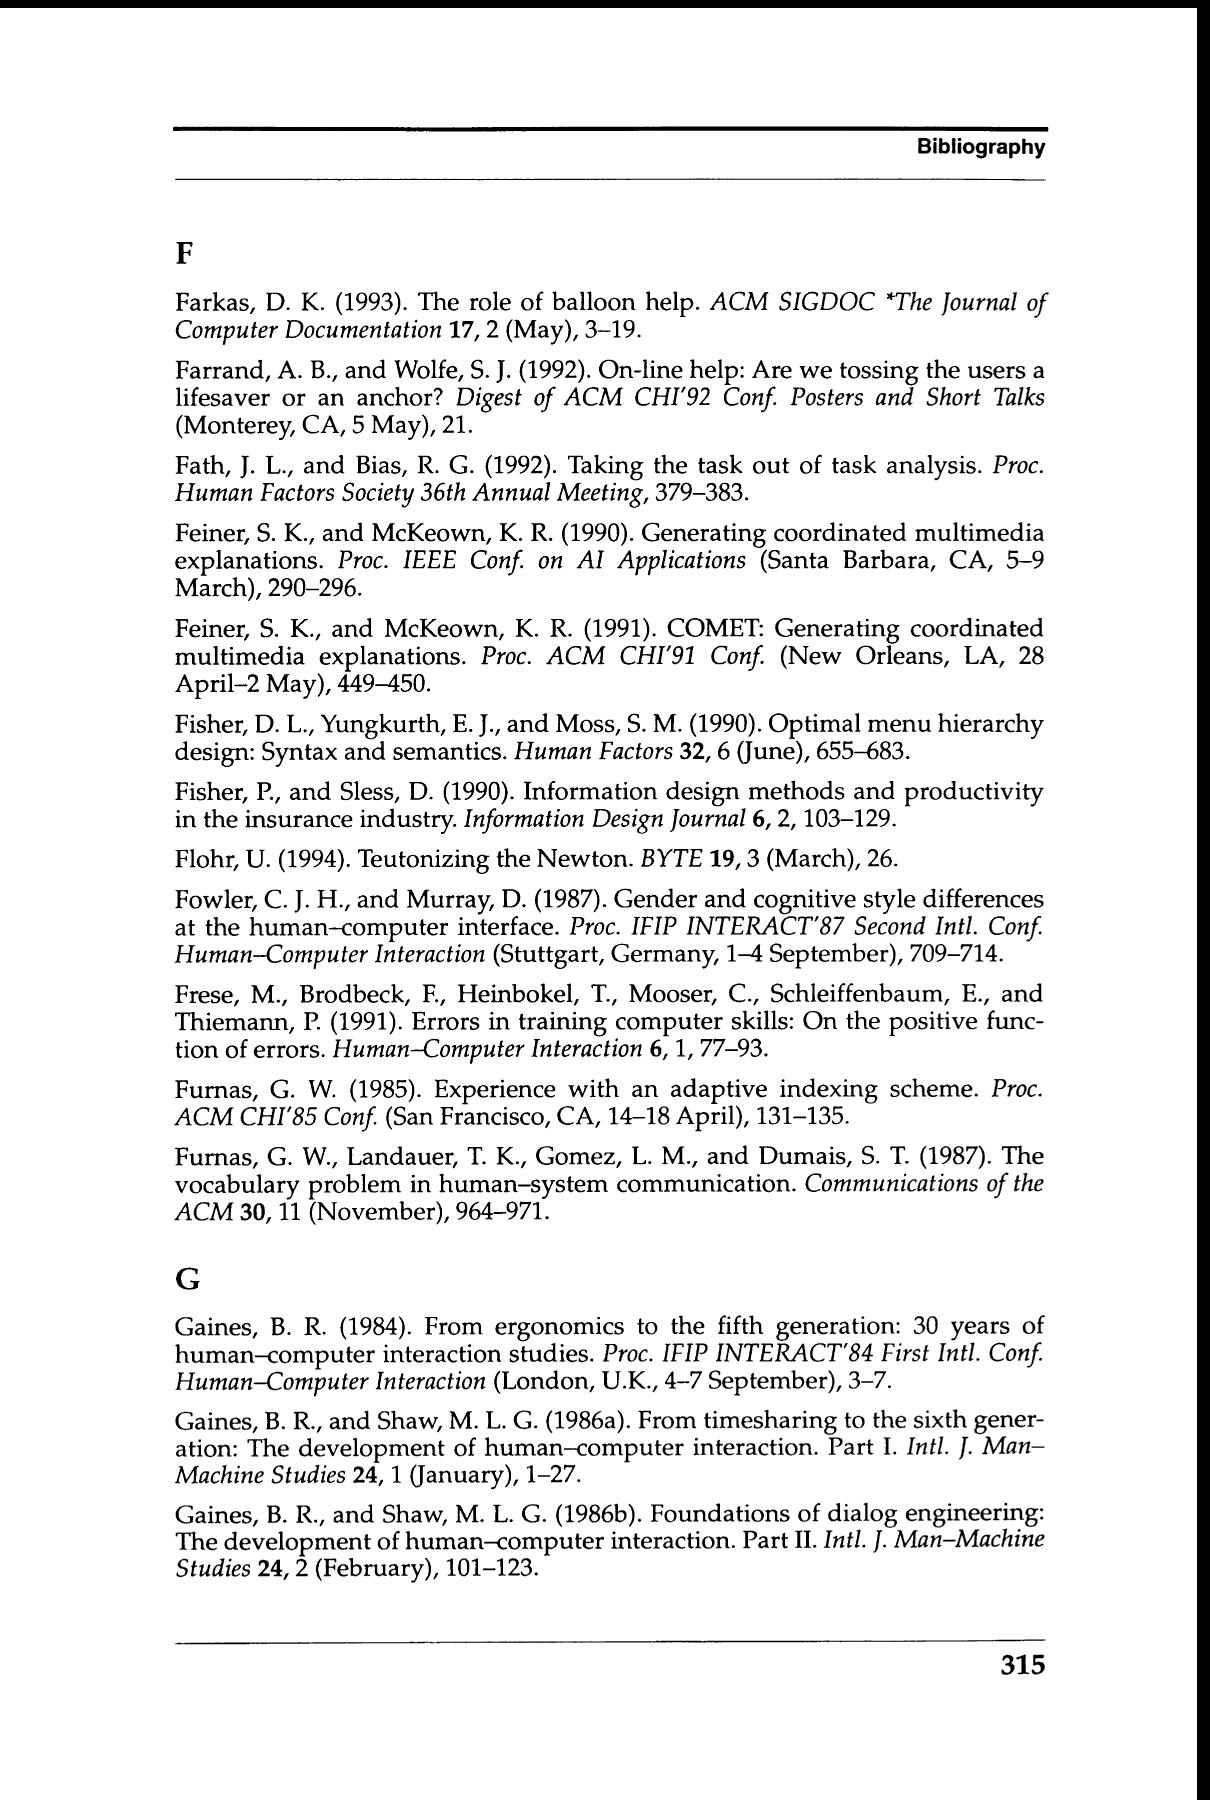 Bibliography
F
Farkas, D. K. (1993). The role of balloon help. ACM SIGDOC *The Journal of
Computer Documentation 17, 2 (May), 3–19.
Farrand, A. B., and Wolfe, S. J. (1992). On-line help: Are we tossing the users a
lifesaver or an anchor? Digest of ACM CHI'92 Conf. Posters and Short Talks
(Monterey, CA, 5 May), 21.
Fath, J. L., and Bias, R. G. (1992). Taking the task out of task analysis. Proc.
Human Factors Society 36th Annual Meeting, 379–383.
Feiner, S. K., and McKeown, K. R. (1990). Generating coordinated multimedia
explanations. Proc. IEEE Conf. on AI Applications (Santa Barbara, CA, 5–9
March), 290–296.
Feiner, S. K., and McKeown, K. R. (1991). COMET: Generating coordinated
multimedia explanations. Proc. ACM CHI'91 Conf. (New Orleans, LA, 28
April–2 May), 449–450.
Fisher, D. L., Yungkurth, E. J., and Moss, S. M. (1990). Optimal menu hierarchy
design: Syntax and semantics. Human Factors 32, 6 (June), 655–683.
Fisher, P., and Sless, D. (1990). Information design methods and productivity
in the insurance industry. Information Design Journal 6, 2, 103–129.
Flohr, U. (1994). Teutonizing the Newton. BYTE 19, 3 (March), 26.
Fowler, C. J. H., and Murray, D. (1987). Gender and cognitive style differences
at the human–computer interface. Proc. IFIP INTERACT'87 Second Intl. Conf.
Human–Computer Interaction (Stuttgart, Germany, 1–4 September), 709–714.
Frese, M., Brodbeck, F., Heinbokel, T., Mooser, C., Schleiffenbaum, E., and
Thiemann, P. (1991). Errors in training computer skills: On the positive func-
tion of errors. Human–Computer Interaction 6, 1, 77–93.
Furnas, G. W. (1985). Experience with an adaptive indexing scheme. Proc.
ACM CHI'85 Conf. (San Francisco, CA, 14–18 April), 131–135.
Furnas, G. W., Landauer, T. K., Gomez, L. M., and Dumais, S. T. (1987). The
vocabulary problem in human–system communication. Communications of the
ACM 30, 11 (November), 964–971.
G
Gaines, B. R. (1984). From ergonomics to the fifth generation: 30 years of
human–computer interaction studies. Proc. IFIP INTERACT'84 First Intl. Conf.
Human–Computer Interaction (London, U.K., 4–7 September), 3–7.
Gaines, B. R., and Shaw, M. L. G. (1986a). From timesharing to the sixth gener-
ation: The development of human–computer interaction. Part I. Intl. J. Man–
Machine Studies 24, 1 (January), 1–27.
Gaines, B. R., and Shaw, M. L. G. (1986b). Foundations of dialog engineering:
The development of human–computer interaction. Part II. Intl. J. Man–Machine
Studies 24, 2 (February), 101–123.
315